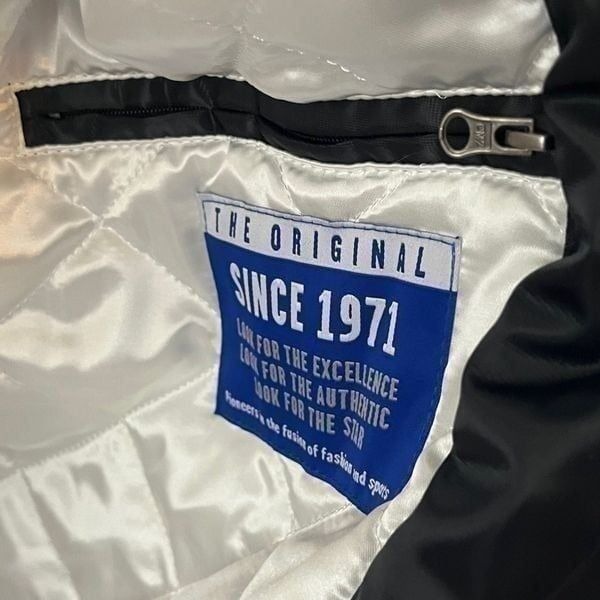 THE ORIGINAL
SINCE 1971
LOOK FOR THE EXCELLENCE
LOOK FOR THE AUTHENTIC
LOOK FOR THE STAR
Pioneers in the fusion of fashion and sports